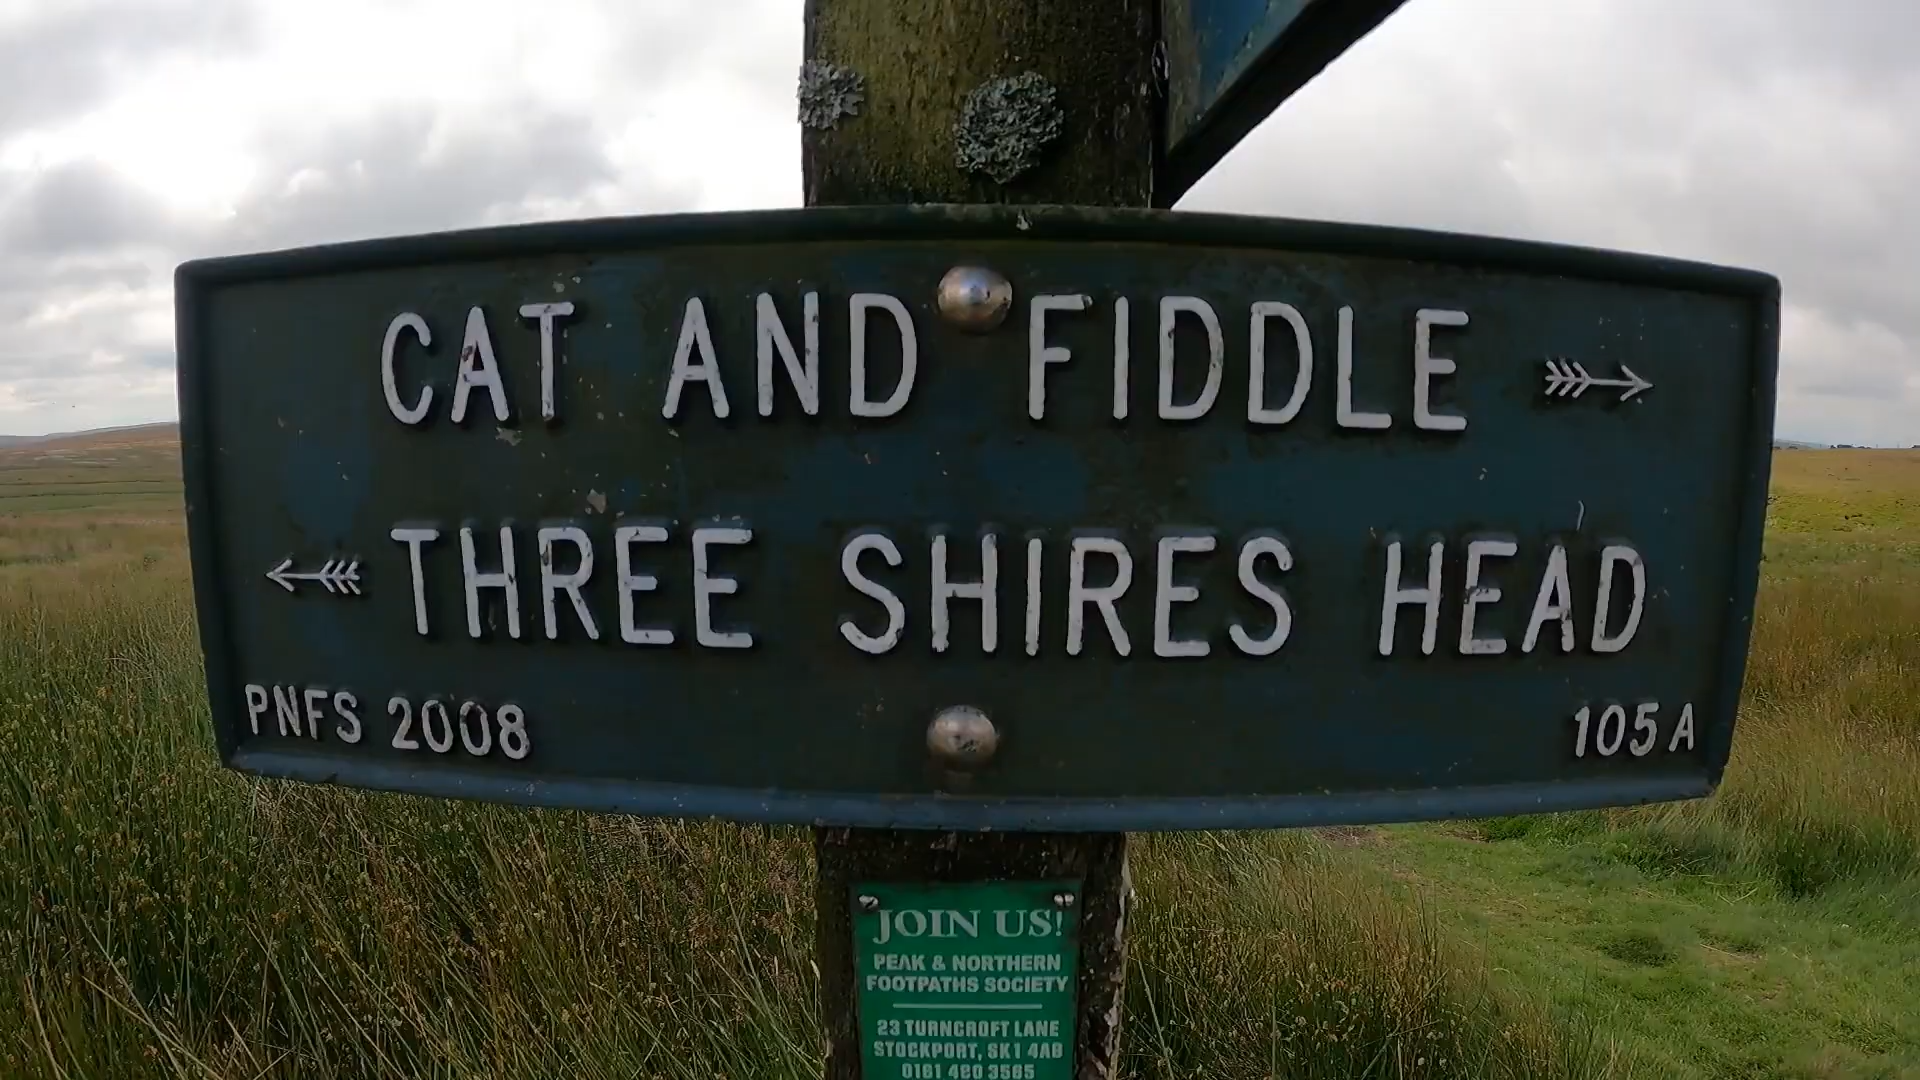 CAT AND FIDDLE
THREE SHIRES HEAD
PNFS 2008
105A
JOIN US!
PEAK & NORTHERN
FOOTPATHS SOCIETY
23 TURNCROFT LANE
STOCKPORT, SK1 4AB
0161 480 3565